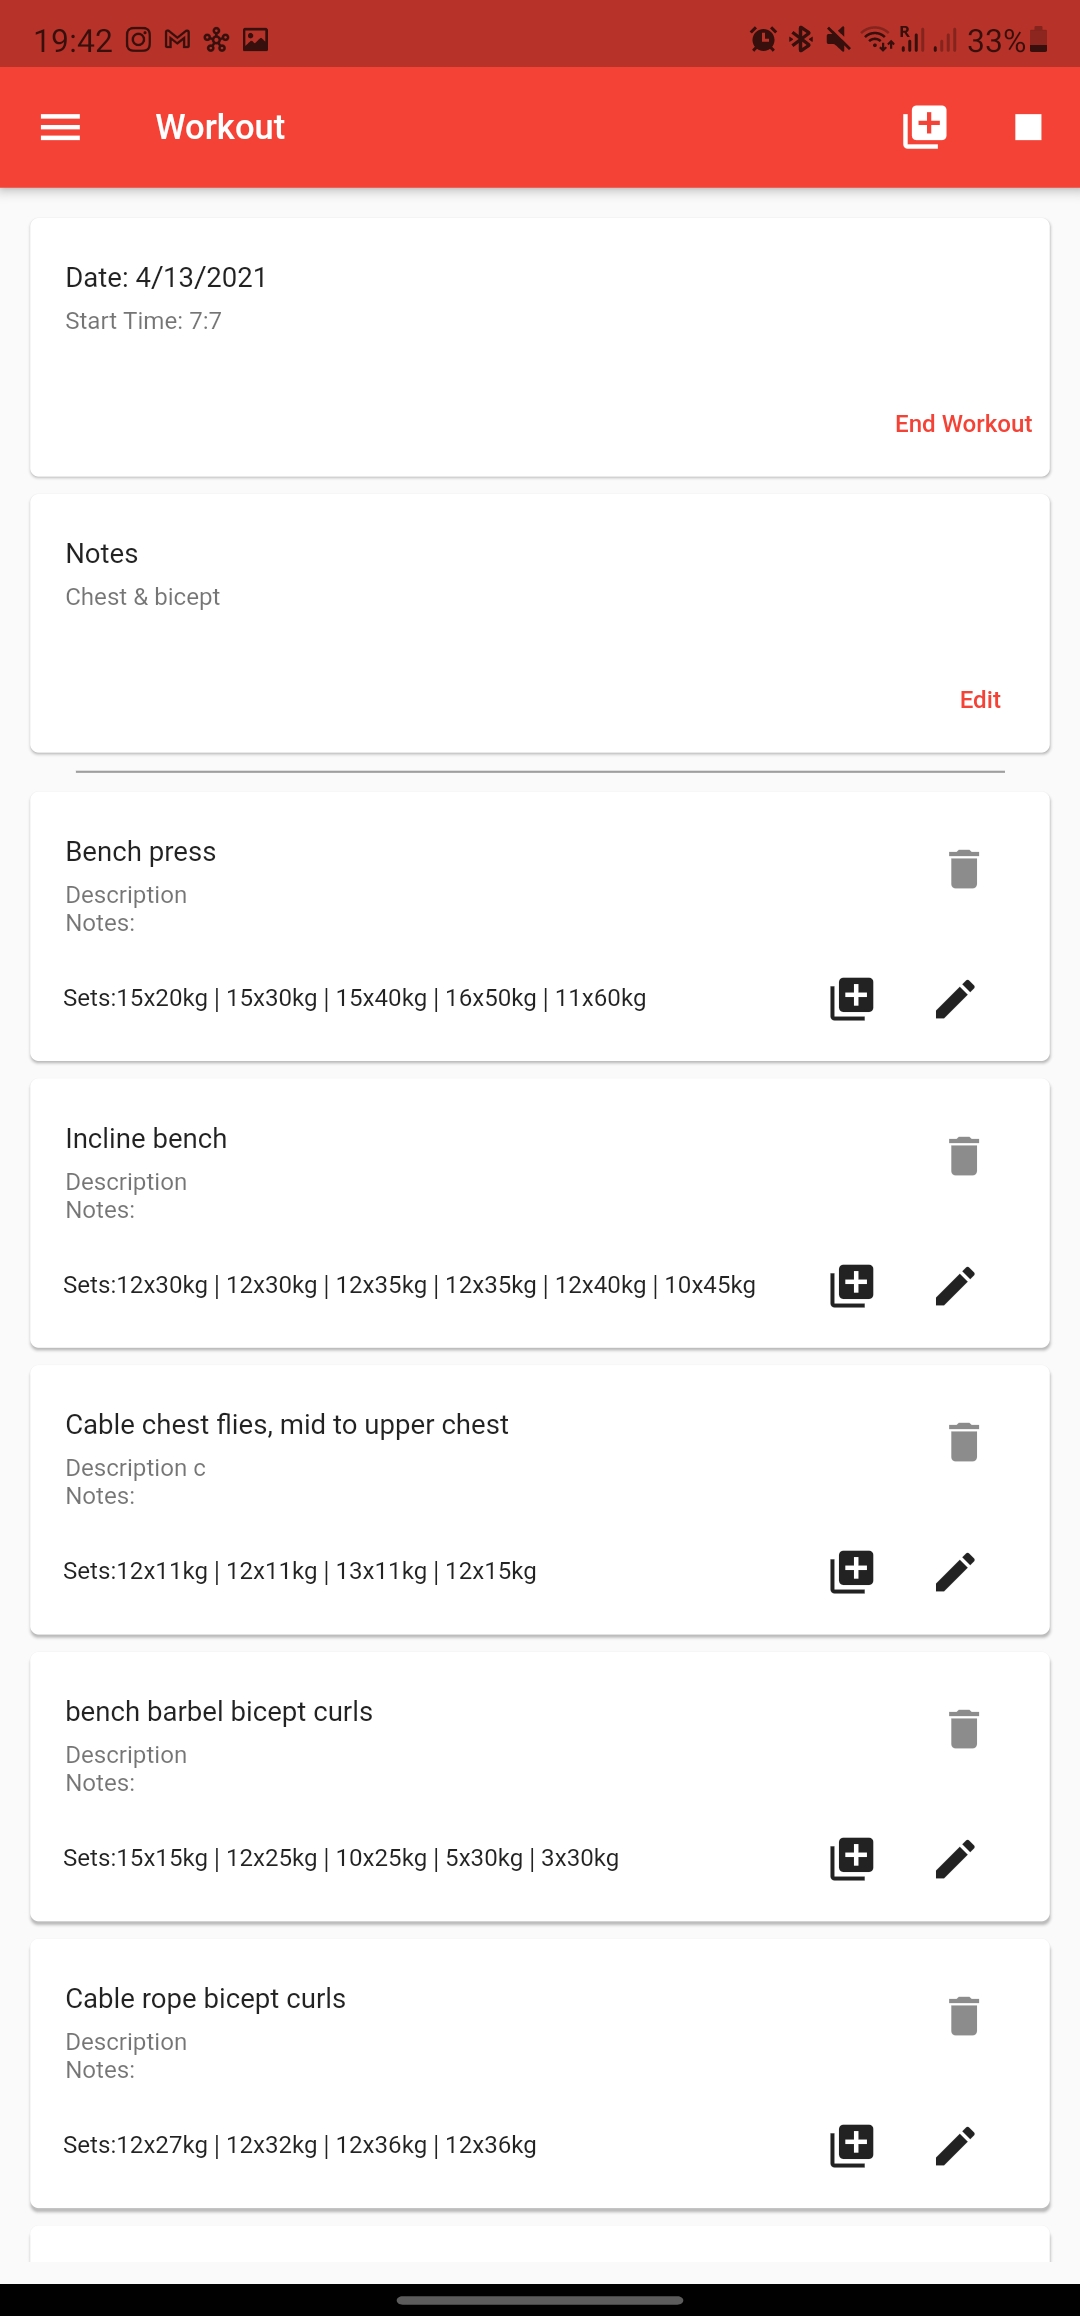 19:42
R
33%
Workout
Date: 4/13/2021
Start Time: 7:7
End Workout
Notes
Chest & bicept
Edit
Bench press
Description
Notes:
Sets:15x20kg | 15x30kg | 15x40kg | 16x50kg | 11x60kg
Incline bench
Description
Notes:
Sets:12x30kg | 12x30kg | 12x35kg | 12x35kg | 12x40kg | 10x45kg
Cable chest flies, mid to upper chest
Description c
Notes:
Sets:12x11kg | 12x11kg | 13x11kg | 12x15kg
bench barbel bicept curls
Description
Notes:
Sets:15x15kg | 12x25kg | 10x25kg | 5x30kg | 3x30kg
Cable rope bicept curls
Description
Notes:
Sets:12x27kg | 12x32kg | 12x36kg | 12x36kg